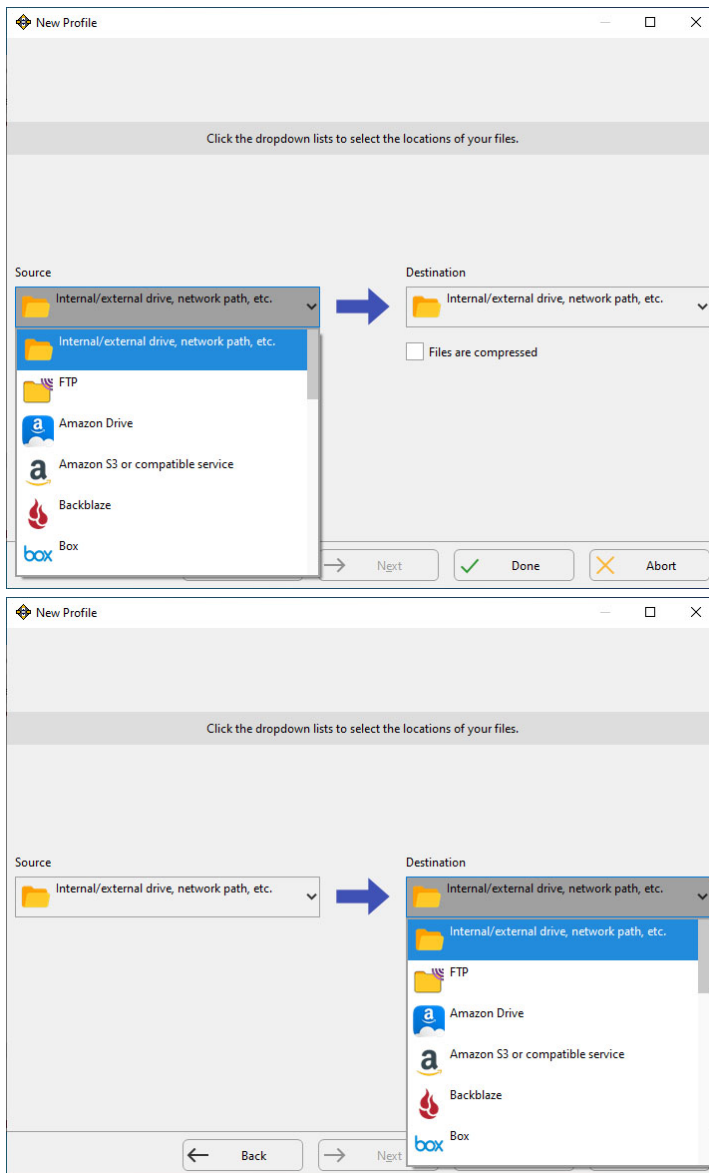 New Profile
Click the dropdown lists to select the locations of your files.
Source
Destination
Internal/external drive, network path, etc.
Internal/external drive, network path, etc.
Internal/external drive, network path, etc.
Files are compressed
FTP
a
Amazon Drive
a
Amazon S3 or compatible service
Backblaze
box
Box
Next
Done
Abort
New Profile
Click the dropdown lists to select the locations of your files.
Source
Destination
Internal/external drive, network path, etc.
Internal/external drive, network path, etc.
Internal/external drive, network path, etc.
FTP
a
Amazon Drive
a
Amazon S3 or compatible service
Backblaze
box
Box
Back
Next